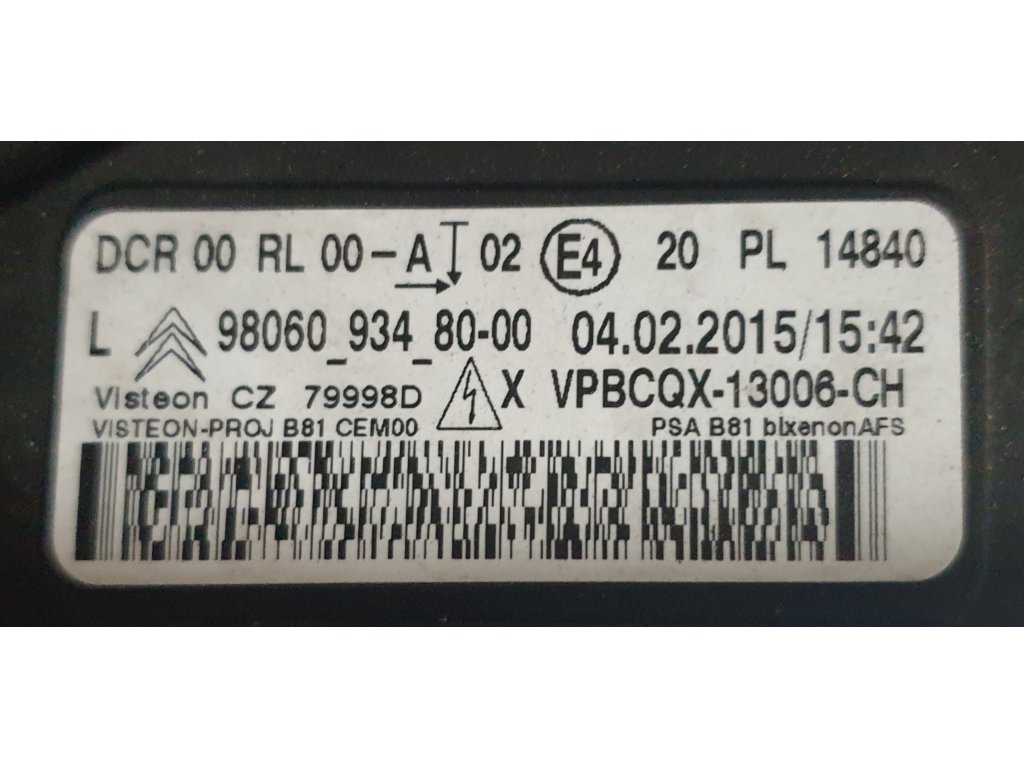 DCR 00 RL 00-A 02 E4 20 PL 14840
L 98060_934_80-00 04.02.2015/15:42
Visteon CZ 79998D X VPBCQX-13006-CH
VISTEON-PROJ B81 CEM00 PSA B81 bIxenonAFS